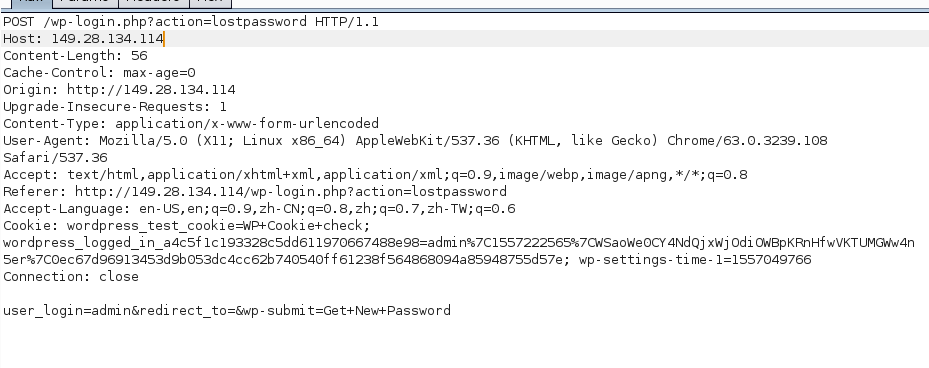 POST /wp-login.php?action=lostpassword HTTP/1.1
Host: 149.28.134.114
Content-Length: 56
Cache-Control: max-age=0
Origin: http://149.28.134.114
Upgrade-Insecure-Requests: 1
Content-Type: application/x-www-form-urlencoded
User-Agent: Mozilla/5.0 (X11; Linux x86_64) AppleWebKit/537.36 (KHTML, like Gecko) Chrome/63.0.3239.108
Safari/537.36
Accept: text/html,application/xhtml+xml,application/xml;q=0.9,image/webp,image/apng,*/*;q=0.8
Referer: http://149.28.134.114/wp-login.php?action=lostpassword
Accept-Language: en-US,en;q=0.9,zh-CN;q=0.8,zh;q=0.7,zh-TW;q=0.6
Cookie: wordpress_test_cookie=WP+Cookie+check;
wordpress_logged_in_a4c5f1c193328c5dd611970667488e98=admin%7C1557222565%7CWSaoWe0CY4NdQjxWjOdiOWBpKRnHfwVKTUMGWw4n
5er%7C0ec67d96913453d9b053dc4cc62b740540ff61238f564868094a85948755d57e; wp-settings-time-1=1557049766
Connection: close
user_login=admin&redirect_to=&wp-submit=Get+New+Password